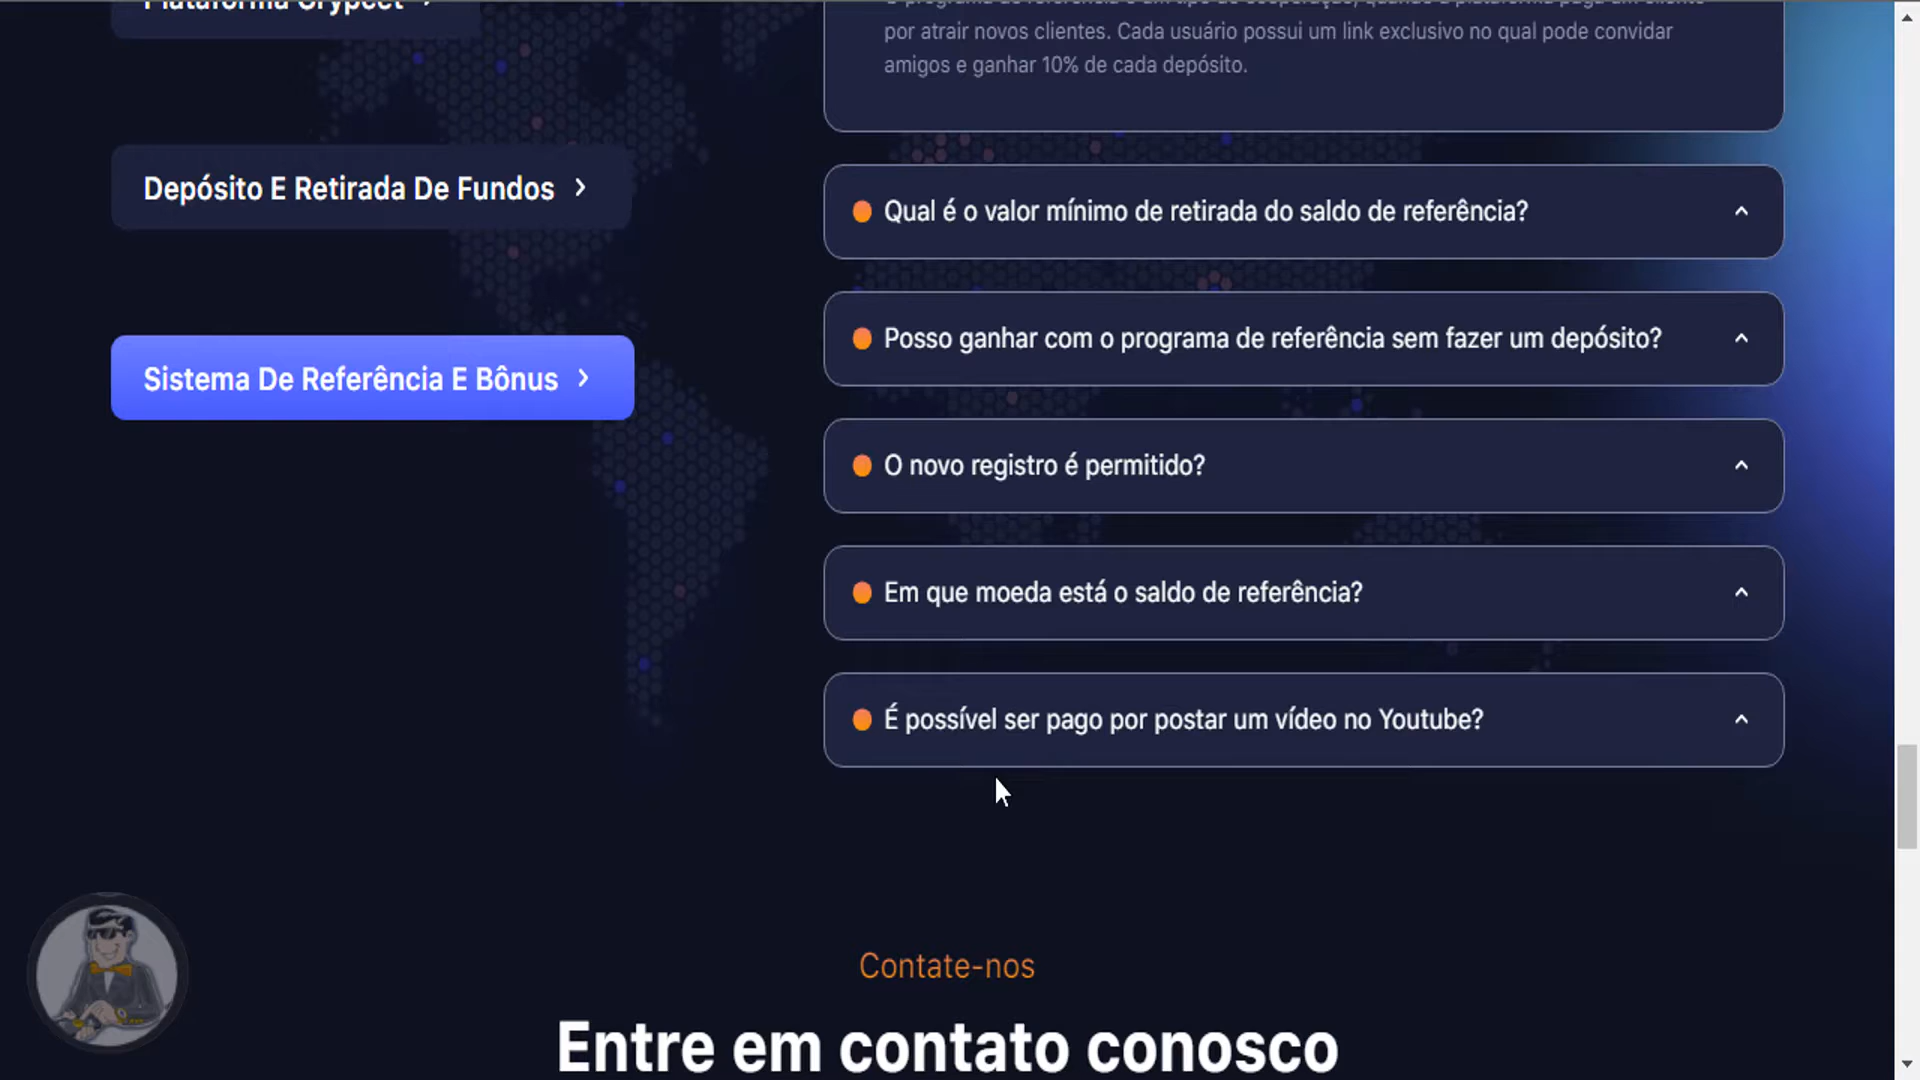 Plataforma
Depósito E Retirada De Fundos
Sistema De Referência E Bônus
por atrair novos clientes. Cada usuário possui um link exclusivo no qual pode convidar
amigos e ganhar 10% de cada depósito.
Qual é o valor mínimo de retirada do saldo de referência?
Posso ganhar com o programa de referência sem fazer um depósito?
O novo registro é permitido?
Em que moeda está o saldo de referência?
É possível ser pago por postar um vídeo no Youtube?
Contate-nos
Entre em contato conosco